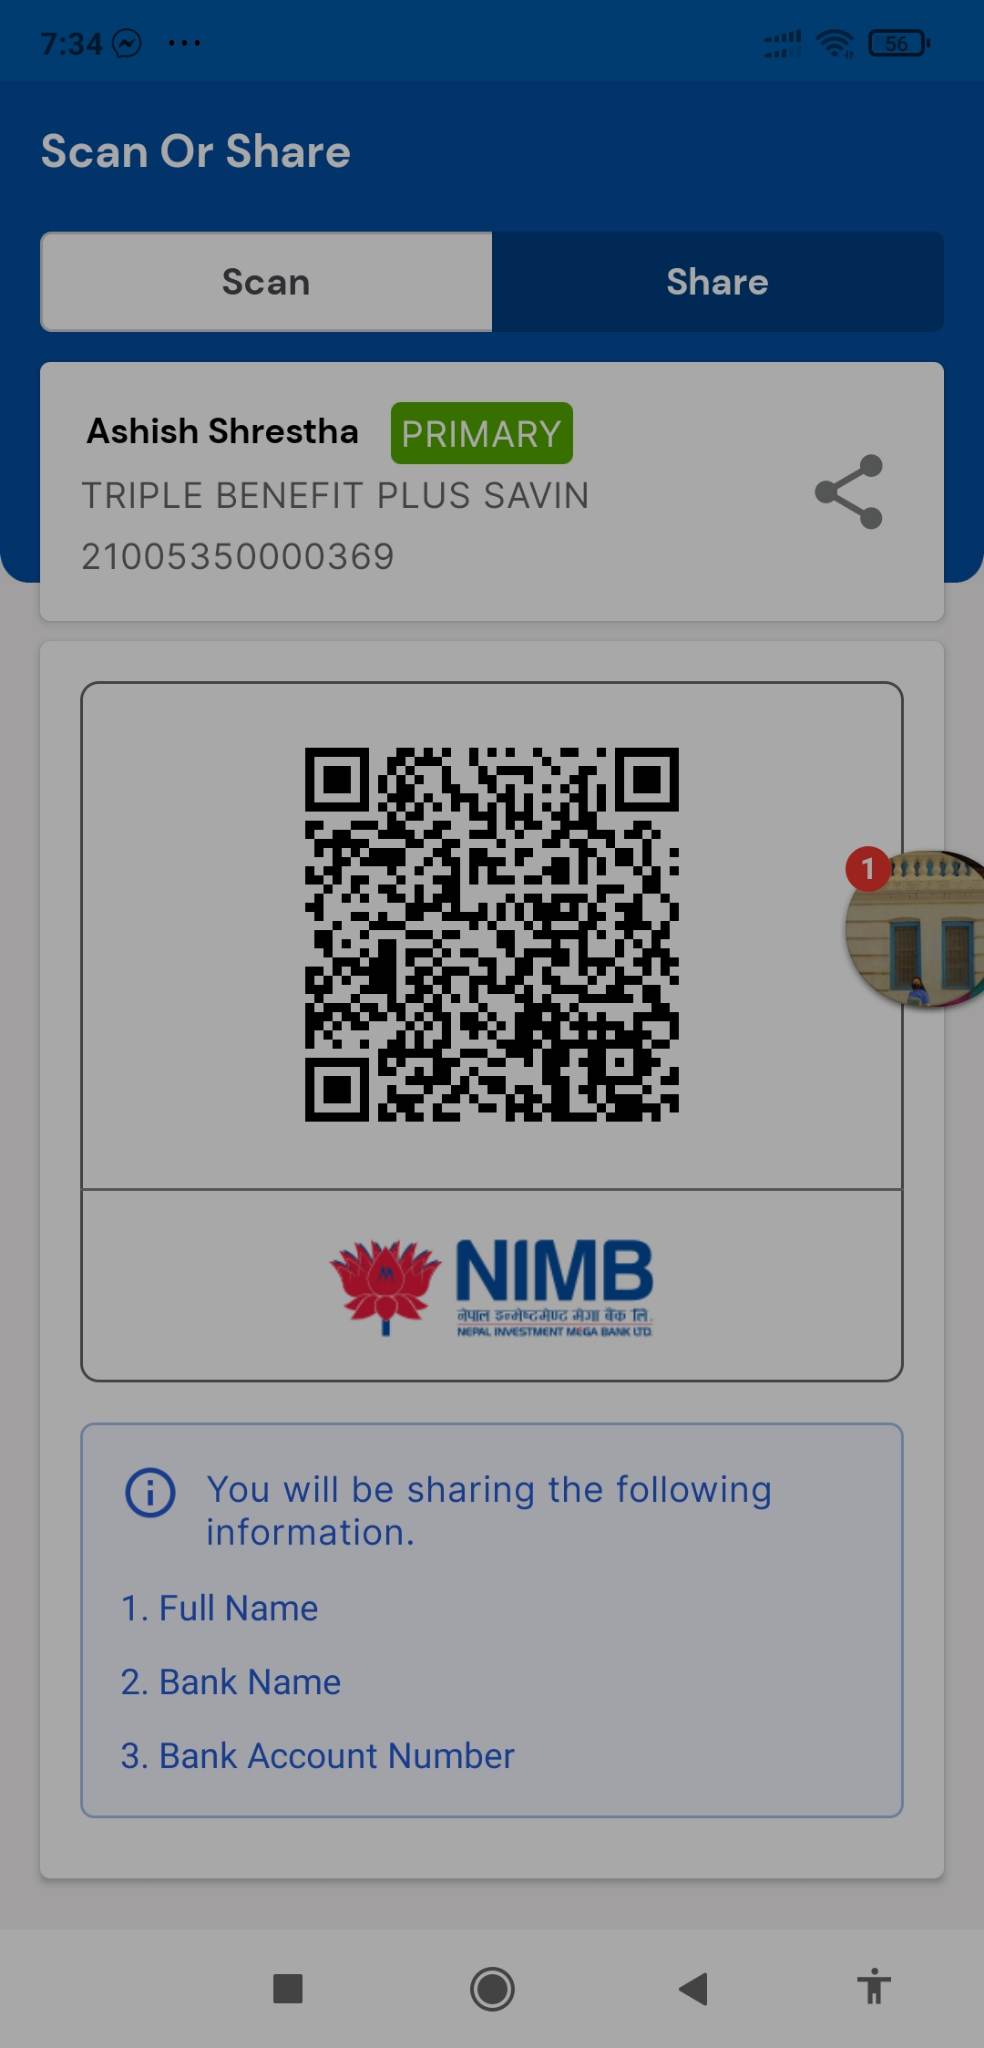 7:34
56
Scan Or Share
Scan
Share
Ashish Shrestha PRIMARY
TRIPLE BENEFIT PLUS SAVIN
21005350000369
1
NIMB
नेपाल इन्भेष्टमेण्ट मेगा बैंक लि.
NEPAL INVESTMENT MEGA BANK LTD.
You will be sharing the following
information.
1. Full Name
2. Bank Name
3. Bank Account Number